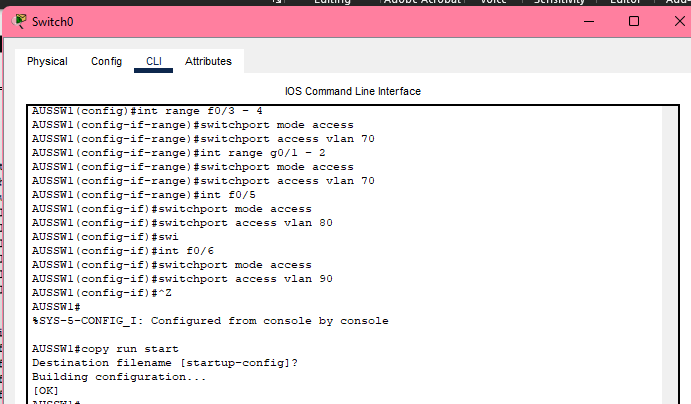 Editing Adobe Acrobat Voice Sensitivity Editor Add-
Switch0
Physical Config CLI Attributes
IOS Command Line Interface
AUSSW1(config)#int range f0/3 - 4
AUSSW1(config-if-range)#switchport mode access
AUSSW1(config-if-range)#switchport access vlan 70
AUSSW1(config-if-range)#int range g0/1 - 2
AUSSW1(config-if-range)#switchport mode access
AUSSW1(config-if-range)#switchport access vlan 70
AUSSW1(config-if-range)#int f0/5
AUSSW1(config-if)#switchport mode access
AUSSW1(config-if)#switchport access vlan 80
AUSSW1(config-if)#swi
AUSSW1(config-if)#int f0/6
AUSSW1(config-if)#switchport mode access
AUSSW1(config-if)#switchport access vlan 90
AUSSW1(config-if)#^Z
AUSSW1#
%SYS-5-CONFIG_I: Configured from console by console
AUSSW1#copy run start
Destination filename [startup-config]?
Building configuration...
[OK]
AUSSW1#